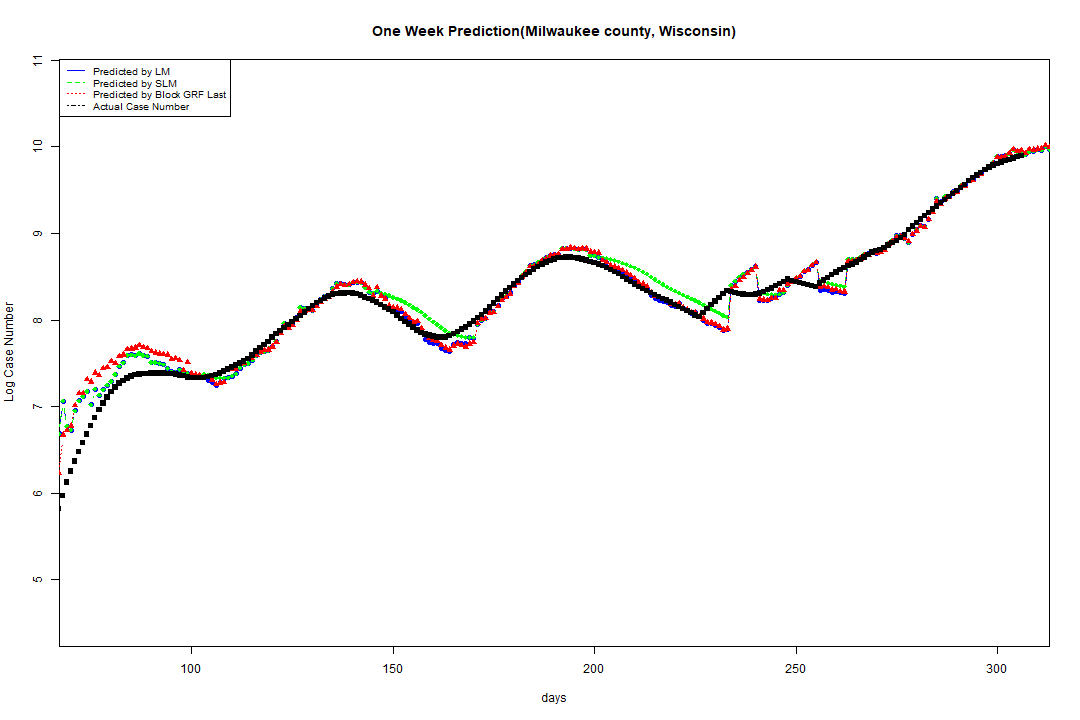 One Week Prediction(Milwaukee county, Wisconsin)
Predicted by LM
Predicted by SLM
Predicted by Block GRF Last
Actual Case Number
11
10
9
8
7
6
5
Log Case Number
100 150 200 250 300
days